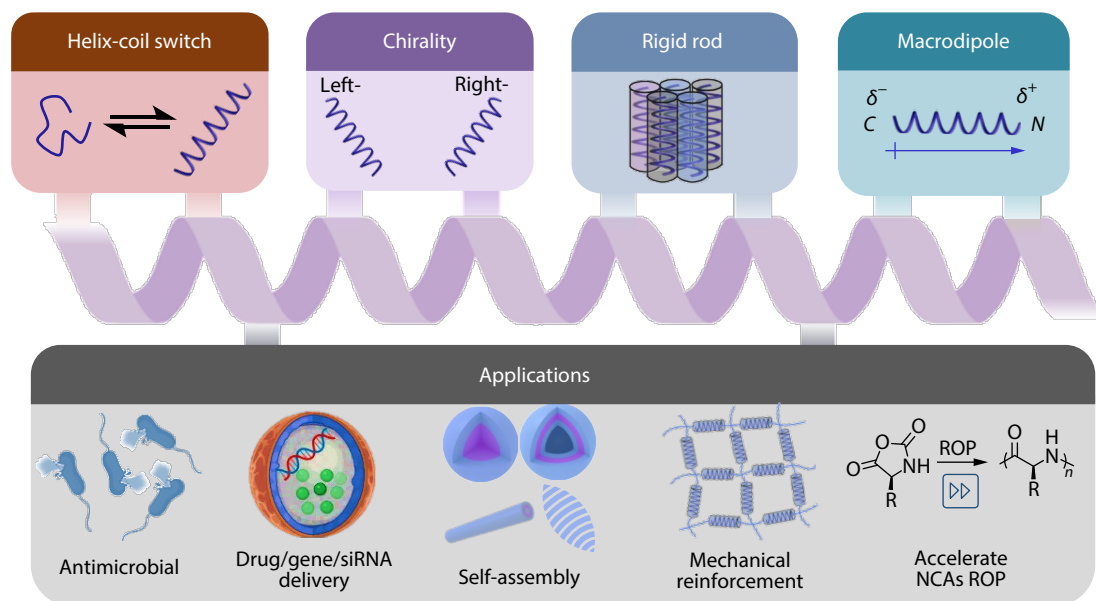 Helix-coil switch
Chirality
Rigid rod
Macrodipole
Left-
Right-
δ⁻
δ⁺
C
N
Applications
O
O
O
NH
R
ROP
O
H
N
n
R
Antimicrobial
Drug/gene/siRNA
delivery
Self-assembly
Mechanical
reinforcement
Accelerate
NCAs ROP